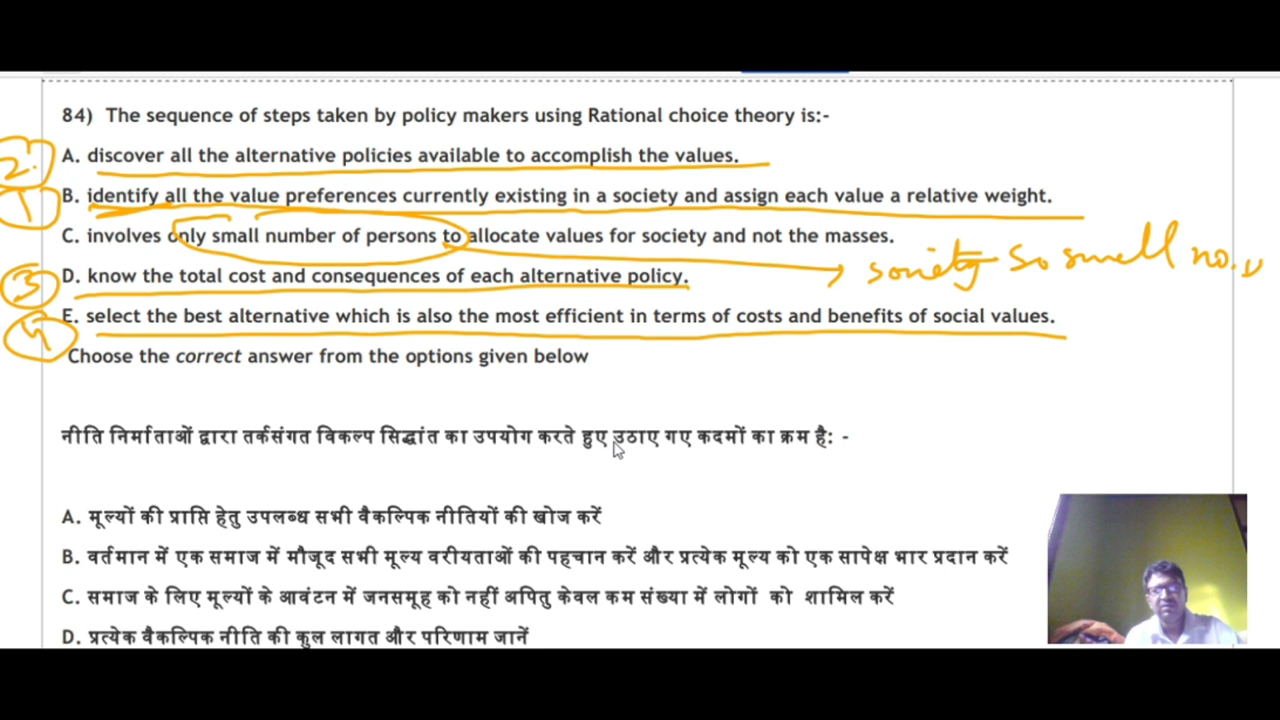 84) The sequence of steps taken by policy makers using Rational choice theory is:-
2. A. discover all the alternative policies available to accomplish the values.
1 B. identify all the value preferences currently existing in a society and assign each value a relative weight.
C. involves only small number of persons to allocate values for society and not the masses.
society so small no.
3 D. know the total cost and consequences of each alternative policy.
4 E. select the best alternative which is also the most efficient in terms of costs and benefits of social values.
Choose the correct answer from the options given below
नीति निर्माताओं द्वारा तर्कसंगत विकल्प सिद्धांत का उपयोग करते हुए उठाए गए कदमों का क्रम है: -
A. मूल्यों की प्राप्ति हेतु उपलब्ध सभी वैकल्पिक नीतियों की खोज करें
B. वर्तमान में एक समाज में मौजूद सभी मूल्य वरीयताओं की पहचान करें और प्रत्येक मूल्य को एक सापेक्ष भार प्रदान करें
C. समाज के लिए मूल्यों के आवंटन में जनसमूह को नहीं अपितु केवल कम संख्या में लोगों को शामिल करें
D. प्रत्येक वैकल्पिक नीति की कुल लागत और परिणाम जानें